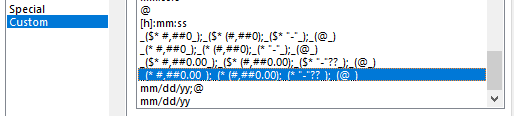 Special
Custom
@
[h]:mm:ss
_($* #,##0_);_($* (#,##0);_($* "-"_);_(@_)
_(* #,##0_);_(* (#,##0);_(* "-"_);_(@_)
_($* #,##0.00_);_($* (#,##0.00);_($* "-"??_);_(@_)
_(* #,##0.00_);_(* (#,##0.00);_(* "-"??_);_(@_)
mm/dd/yy;@
mm/dd/yy